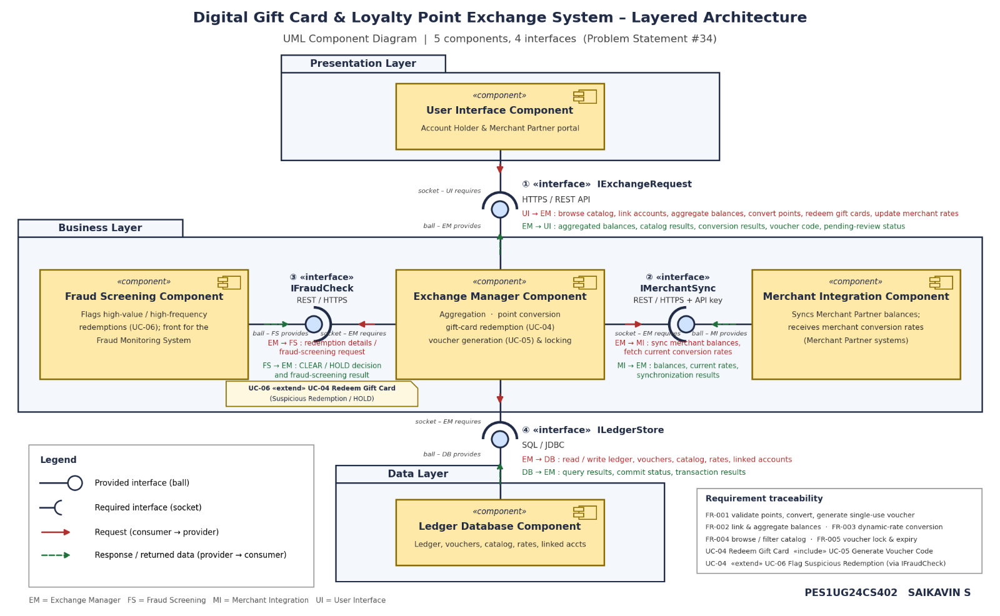 Digital Gift Card & Loyalty Point Exchange System – Layered Architecture
UML Component Diagram | 5 components, 4 interfaces (Problem Statement #34)
Presentation Layer
«component»
User Interface Component
Account Holder & Merchant Partner portal
socket – UI requires
ball – EM provides
① «interface» IExchangeRequest
HTTPS / REST API
UI → EM : browse catalog, link accounts, aggregate balances, convert points, redeem gift cards, update merchant rates
EM → UI : aggregated balances, catalog results, conversion results, voucher code, pending-review status
Business Layer
«component»
Fraud Screening Component
Flags high-value / high-frequency
redemptions (UC-06); front for the
Fraud Monitoring System
③ «interface»
IFraudCheck
REST / HTTPS
ball – FS provides
socket – EM requires
EM → FS : redemption details /
fraud-screening request
FS → EM : CLEAR / HOLD decision
and fraud-screening result
UC-06 «extend» UC-04 Redeem Gift Card
(Suspicious Redemption / HOLD)
«component»
Exchange Manager Component
Aggregation · point conversion
gift-card redemption (UC-04)
voucher generation (UC-05) & locking
② «interface»
IMerchantSync
REST / HTTPS + API key
socket – EM requires
ball – MI provides
EM → MI : sync merchant balances,
fetch current conversion rates
MI → EM : balances, current rates,
synchronization results
«component»
Merchant Integration Component
Syncs Merchant Partner balances;
receives merchant conversion rates
(Merchant Partner systems)
socket – EM requires
ball – DB provides
④ «interface» ILedgerStore
SQL / JDBC
EM → DB : read / write ledger, vouchers, catalog, rates, linked accounts
DB → EM : query results, commit status, transaction results
Data Layer
«component»
Ledger Database Component
Ledger, vouchers, catalog, rates, linked accts
Legend
Provided interface (ball)
Required interface (socket)
Request (consumer → provider)
Response / returned data (provider → consumer)
EM = Exchange Manager FS = Fraud Screening MI = Merchant Integration UI = User Interface
Requirement traceability
FR-001 validate points, convert, generate single-use voucher
FR-002 link & aggregate balances · FR-003 dynamic-rate conversion
FR-004 browse / filter catalog · FR-005 voucher lock & expiry
UC-04 Redeem Gift Card «include» UC-05 Generate Voucher Code
UC-04 «extend» UC-06 Flag Suspicious Redemption (via IFraudCheck)
PES1UG24CS402 SAIKAVIN S